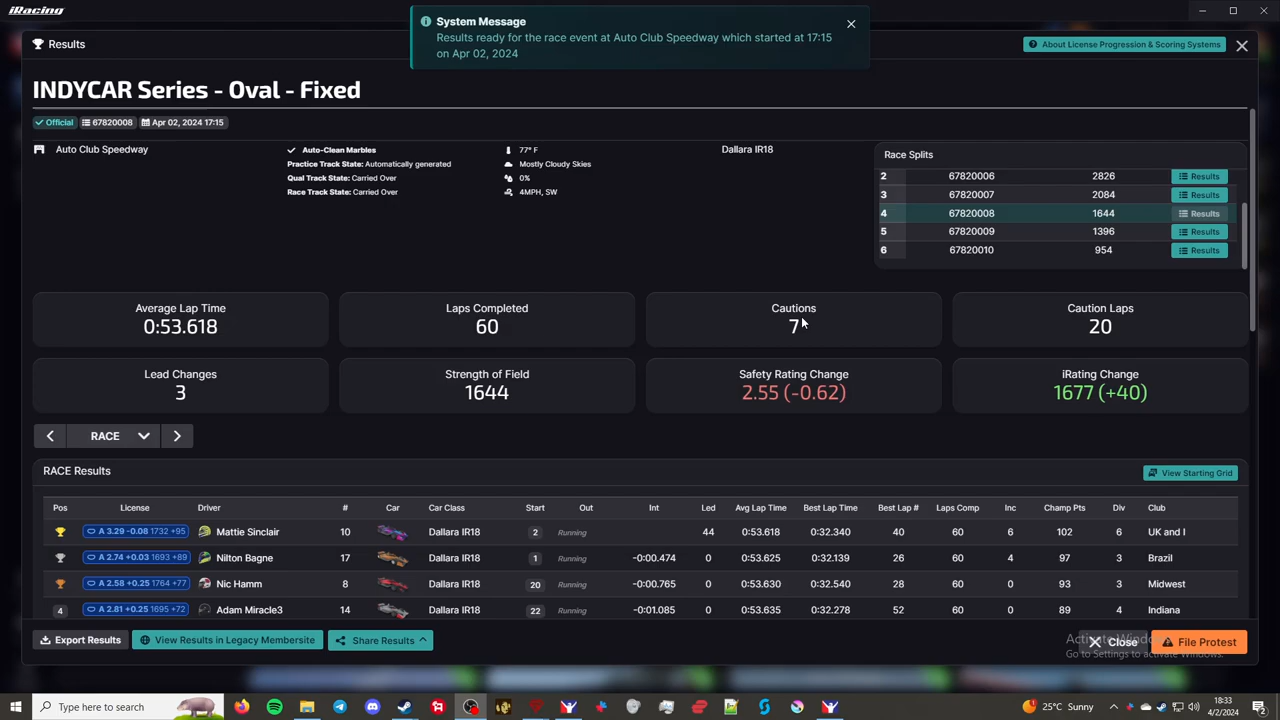 iRacing
System Message
Results ready for the race event at Auto Club Speedway which started at 17:15
on Apr 02, 2024
Results
About License Progression & Scoring Systems
INDYCAR Series - Oval - Fixed
Official 67820008 Apr 02, 2024 17:15
Auto Club Speedway
Auto-Clean Marbles
Practice Track State: Automatically generated
Qual Track State: Carried Over
Race Track State: Carried Over
77° F
Mostly Cloudy Skies
0%
4MPH, SW
Dallara IR18
Race Splits
2 67820006 2826 Results
3 67820007 2084 Results
4 67820008 1644 Results
5 67820009 1396 Results
6 67820010 954 Results
Average Lap Time
0:53.618
Laps Completed
60
Cautions
7
Caution Laps
20
Lead Changes
3
Strength of Field
1644
Safety Rating Change
2.55 (-0.62)
iRating Change
1677 (+40)
RACE
RACE Results
View Starting Grid
Pos License Driver # Car Car Class Start Out Int Led Avg Lap Time Best Lap Time Best Lap # Laps Comp Inc Champ Pts Div Club
A 3.29 -0.08 1732 +95 Mattie Sinclair 10 Dallara IR18 2 Running 44 0:53.618 0:32.340 40 60 6 102 6 UK and I
A 2.74 +0.03 1693 +89 Nilton Bagne 17 Dallara IR18 1 Running -0:00.474 0 0:53.625 0:32.139 26 60 4 97 3 Brazil
A 2.58 +0.25 1764 +77 Nic Hamm 8 Dallara IR18 20 Running -0:00.765 0 0:53.630 0:32.540 28 60 0 93 3 Midwest
4 A 2.81 +0.25 1695 +72 Adam Miracle3 14 Dallara IR18 22 Running -0:01.085 0 0:53.635 0:32.278 52 60 0 89 4 Indiana
Export Results
View Results in Legacy Membersite
Share Results
Close
File Protest
Activate Windows
Go to Settings to activate Windows.
Type here to search
25°C Sunny
18:33
4/2/2024